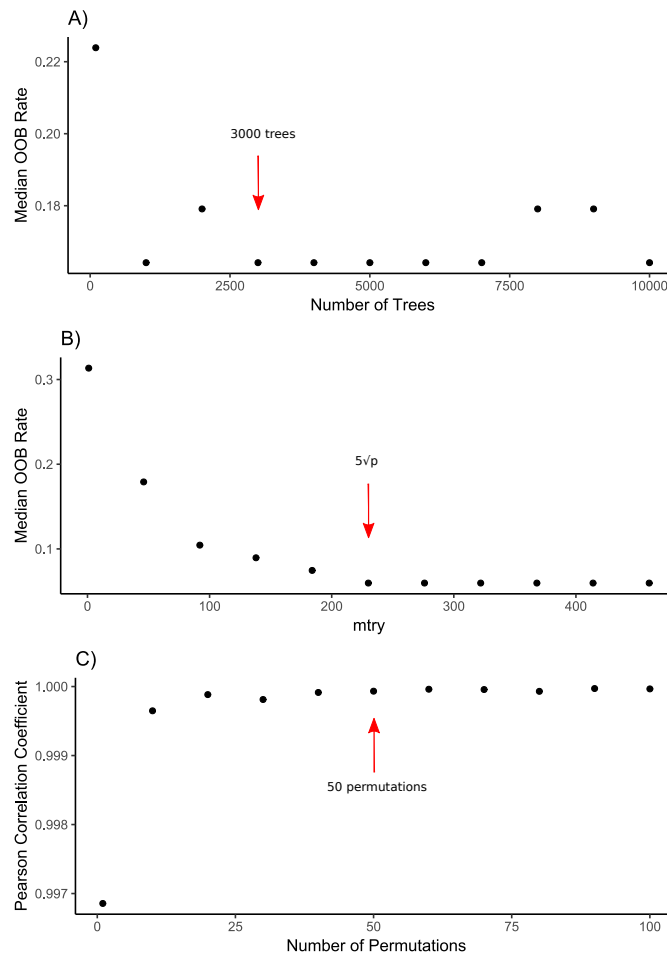 A)
0.22
0.20
0.18
Median OOB Rate
3000 trees
0 2500 5000 7500 10000
Number of Trees
B)
0.3
0.2
0.1
Median OOB Rate
5√p
0 100 200 300 400
mtry
C)
1.000
0.999
0.998
0.997
Pearson Correlation Coefficient
50 permutations
0 25 50 75 100
Number of Permutations